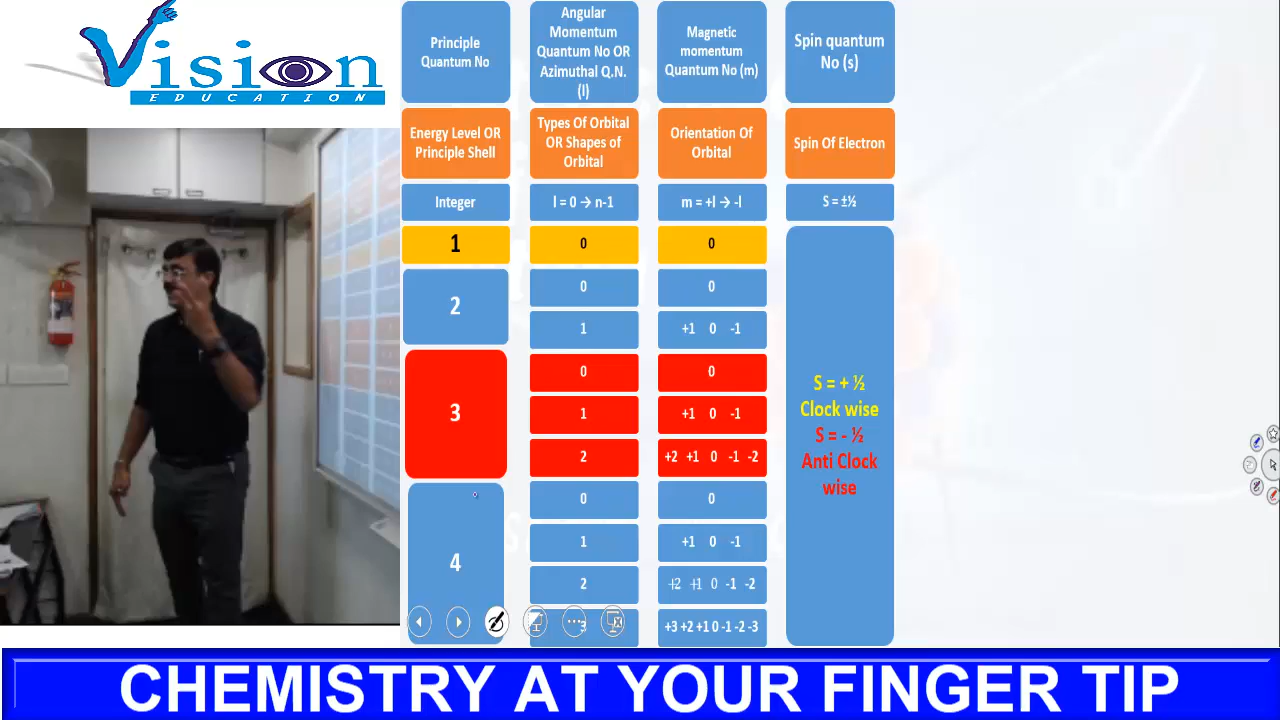 Vision
EDUCATION
Principle
Quantum No
Angular
Momentum
Quantum No OR
Azimuthal Q.N.
(l)
Magnetic
momentum
Quantum No (m)
Spin quantum
No (s)
Energy Level OR
Principle Shell
Types Of Orbital
OR Shapes of
Orbital
Orientation Of
Orbital
Spin Of Electron
Integer
l = 0 → n-1
m = +l → -l
S = ±½
1
0
0
2
0
0
1
+1 0 -1
3
0
0
1
+1 0 -1
2
+2 +1 0 -1 -2
4
0
0
1
+1 0 -1
2
+2 +1 0 -1 -2
3
+3 +2 +1 0 -1 -2 -3
S = + ½
Clock wise
S = - ½
Anti Clock
wise
CHEMISTRY AT YOUR FINGER TIP